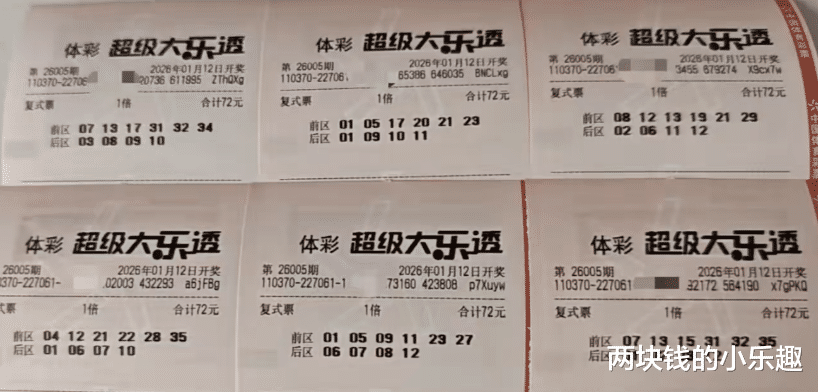 体彩 超级大乐透
第 26005期 2026年01月12日开奖
110370-22706 20736 611995 ZThQXg
复式票 1倍 合计72元
前区 07 13 17 31 32 34
后区 03 08 09 10
体彩 超级大乐透
第 26005期 2026年01月12日开奖
110370-22706 65386 646035 BNCLxg
复式票 1倍 合计72元
前区 01 05 17 20 21 23
后区 01 09 10 11
体彩 超级大乐透
第 26005期 2026年01月12日开奖
110370-22706 3455 679274 X9cx7w
复式票 1倍 合计72元
前区 08 12 13 19 21 29
后区 02 06 11 12
体彩 超级大乐透
26005期 2026年01月12日开奖
0370-227061- 02003 432293 a6jFBg
复式票 1倍 合计72元
前区 04 12 21 22 28 35
后区 01 06 07 10
体彩 超级大乐透
第 26005期 2026年01月12日开奖
110370-227061-1 73160 423808 p7Xuyw
复式票 1倍 合计72元
前区 01 05 09 11 23 27
后区 06 07 08 12
体彩 超级大乐透
第 26005期 2026年01月12日开奖
110370-227061 32172 564190 x7gPKQ
复式票 1倍 合计72元
前区 07 13 15 31 32 35
后区
两块钱的小乐趣
中国体育彩票